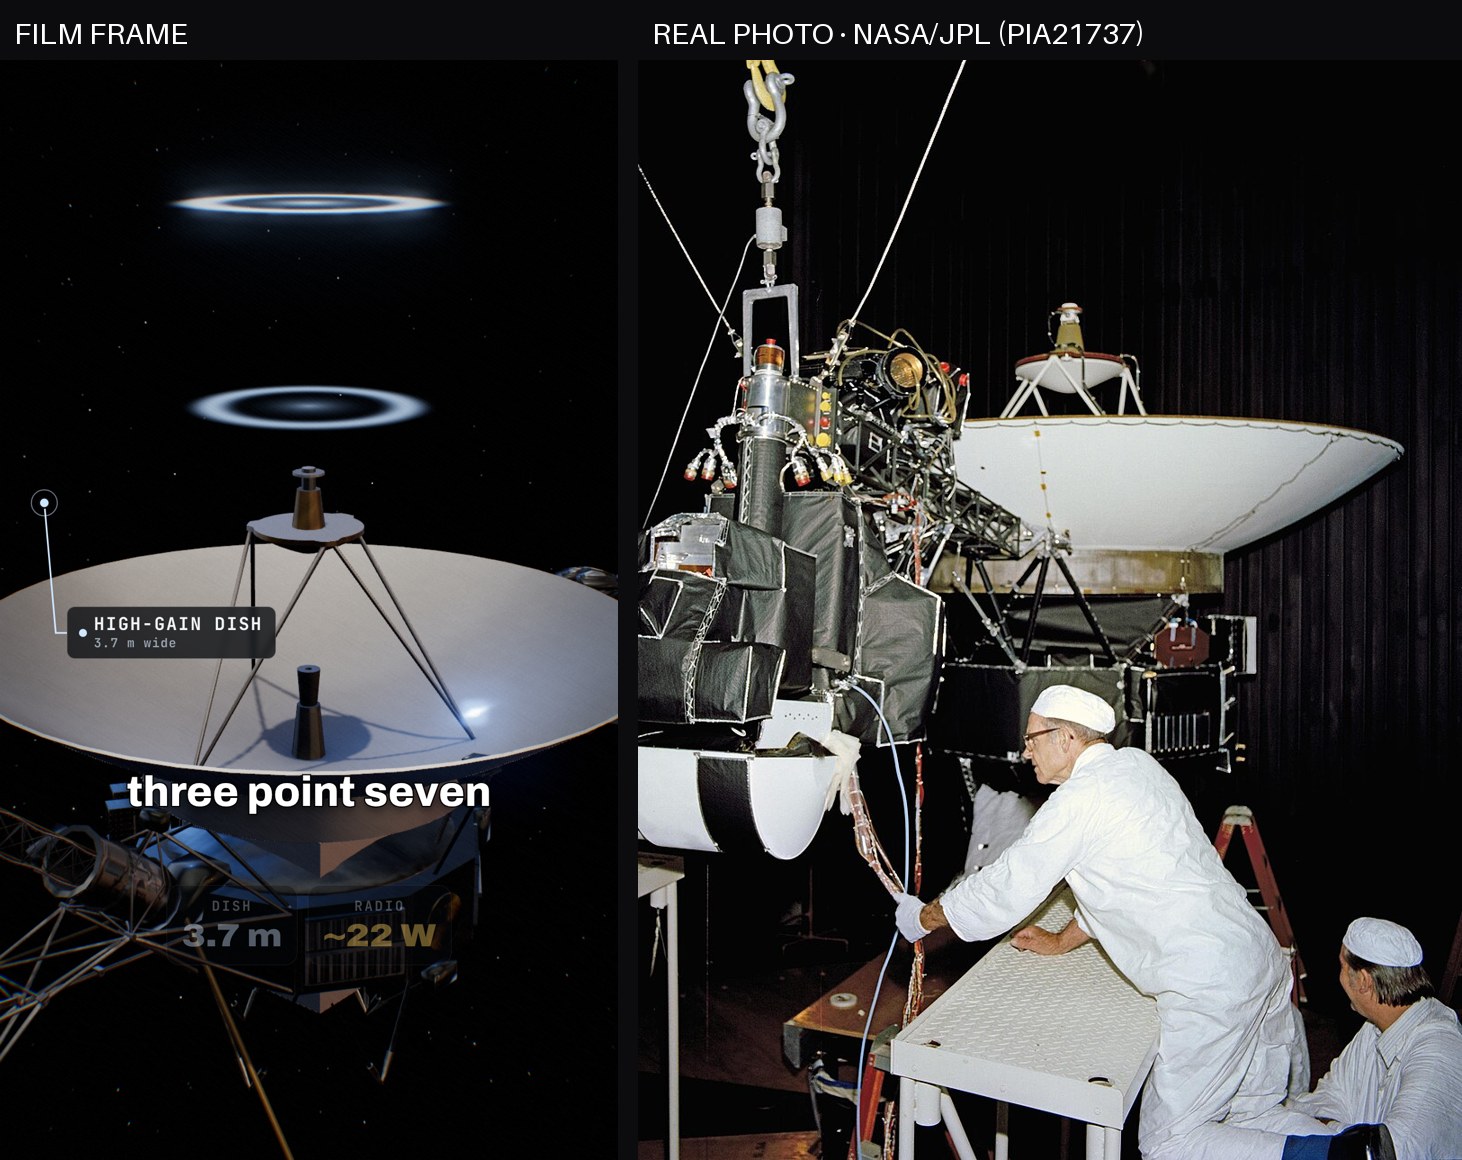 FILM FRAME
REAL PHOTO · NASA/JPL (PIA21737)
HIGH-GAIN DISH
3.7 m wide
three point seven
DISH
RADIO
3.7 m
~22 W